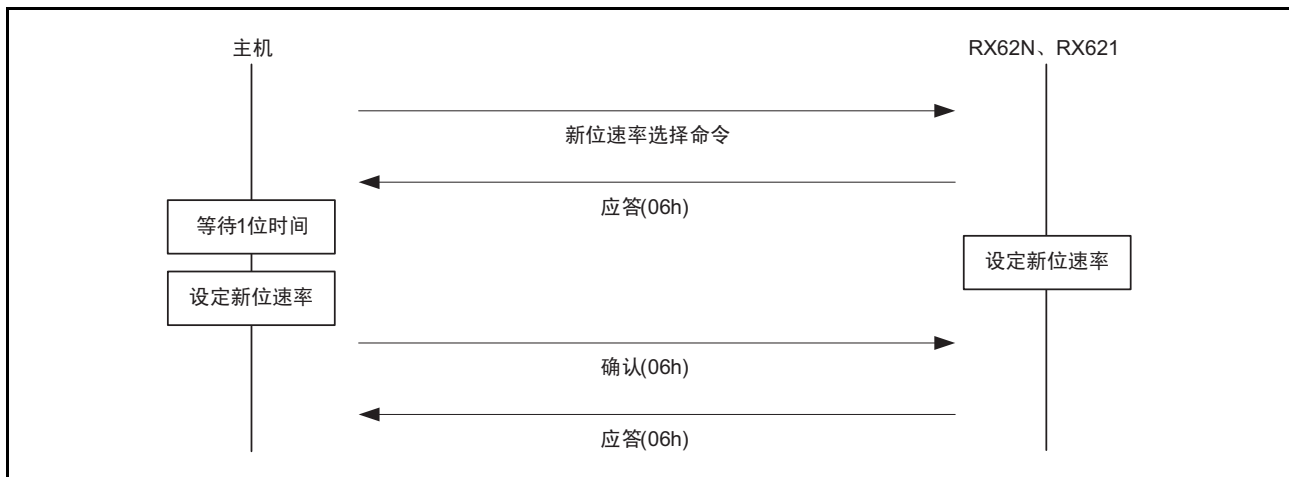 主机
RX62N、RX621
新位速率选择命令
应答(06h)
等待1位时间
设定新位速率
设定新位速率
确认(06h)
应答(06h)